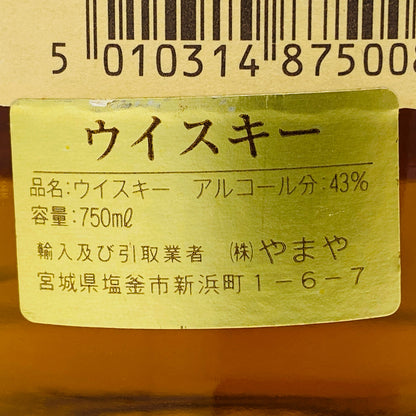 5 010314 875008
ウイスキー
品名:ウイスキー アルコール分:43%
容量:750ml
輸入及び引取業者 (株)やまや
宮城県塩釜市新浜町1-6-7